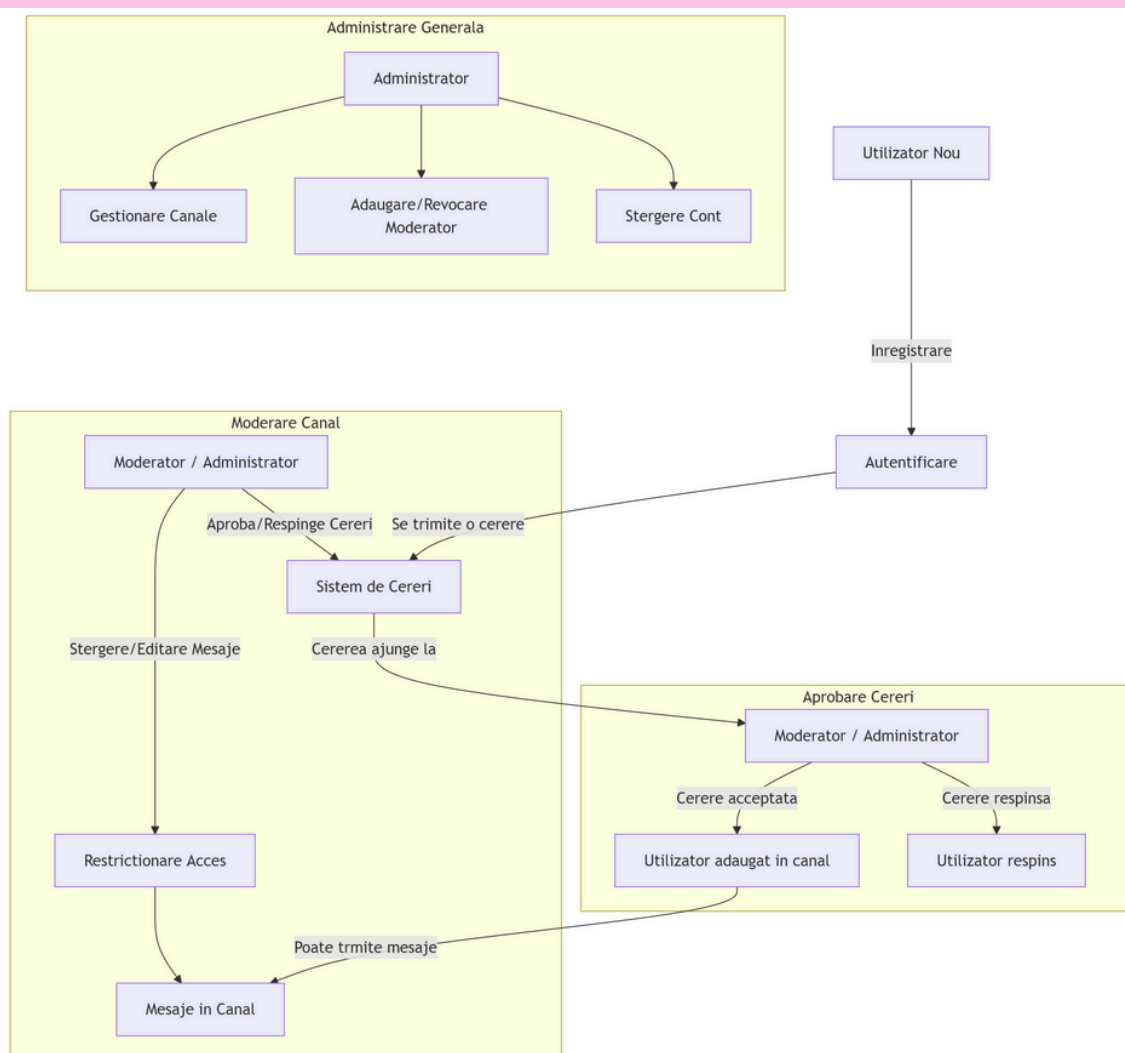 Administrare Generala
Administrator
Utilizator Nou
Gestionare Canale
Adaugare/Revocare
Moderator
Stergere Cont
Inregistrare
Moderare Canal
Moderator / Administrator
Autentificare
Aproba/Respinge Cereri
Se trimite o cerere
Sistem de Cereri
Stergere/Editare Mesaje
Cererea ajunge la
Aprobare Cereri
Moderator / Administrator
Cerere acceptata
Cerere respinsa
Restrictionare Acces
Utilizator adaugat in canal
Utilizator respins
Poate trmite mesaje
Mesaje in Canal